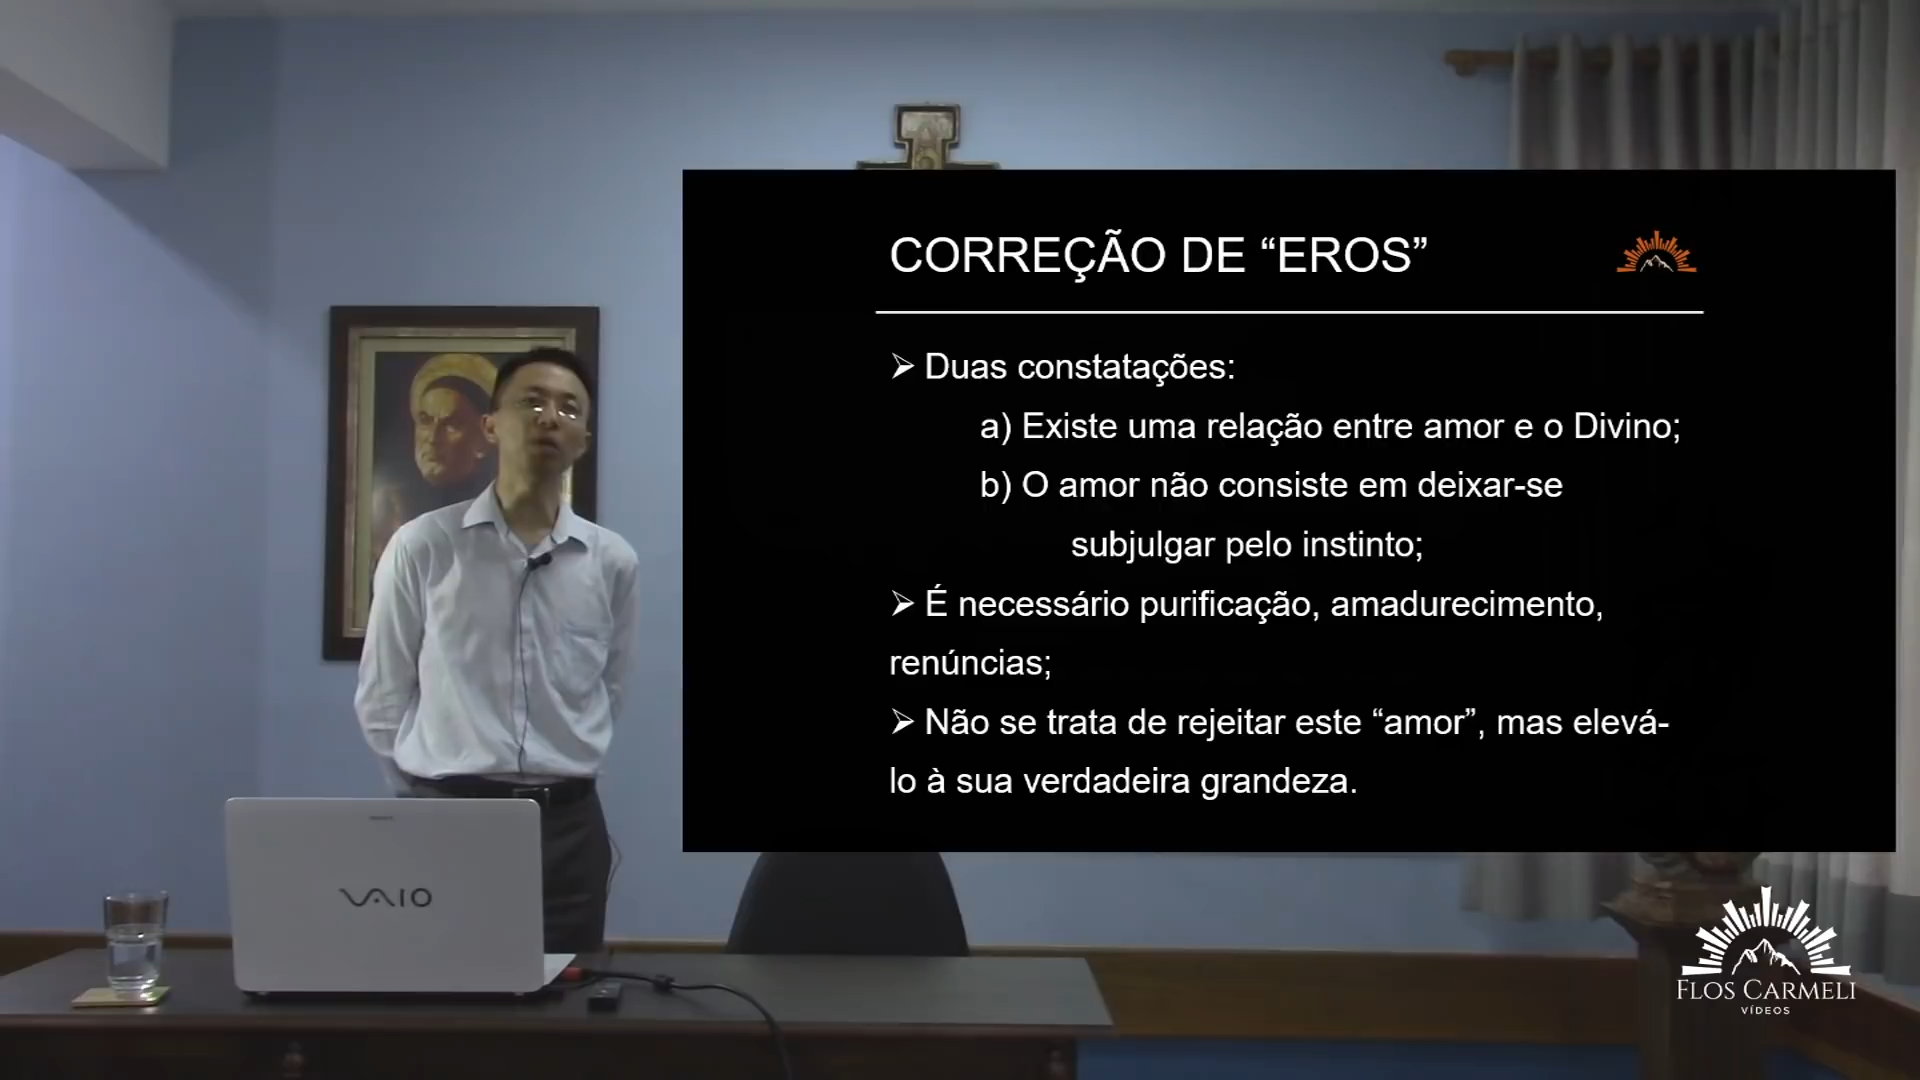 CORREÇÃO DE “EROS”
Duas constatações:
a) Existe uma relação entre amor e o Divino;
b) O amor não consiste em deixar-se
subjulgar pelo instinto;
É necessário purificação, amadurecimento,
renúncias;
Não se trata de rejeitar este “amor”, mas elevá-
lo à sua verdadeira grandeza.
VAIO
FLOS CARMELI
VÍDEOS